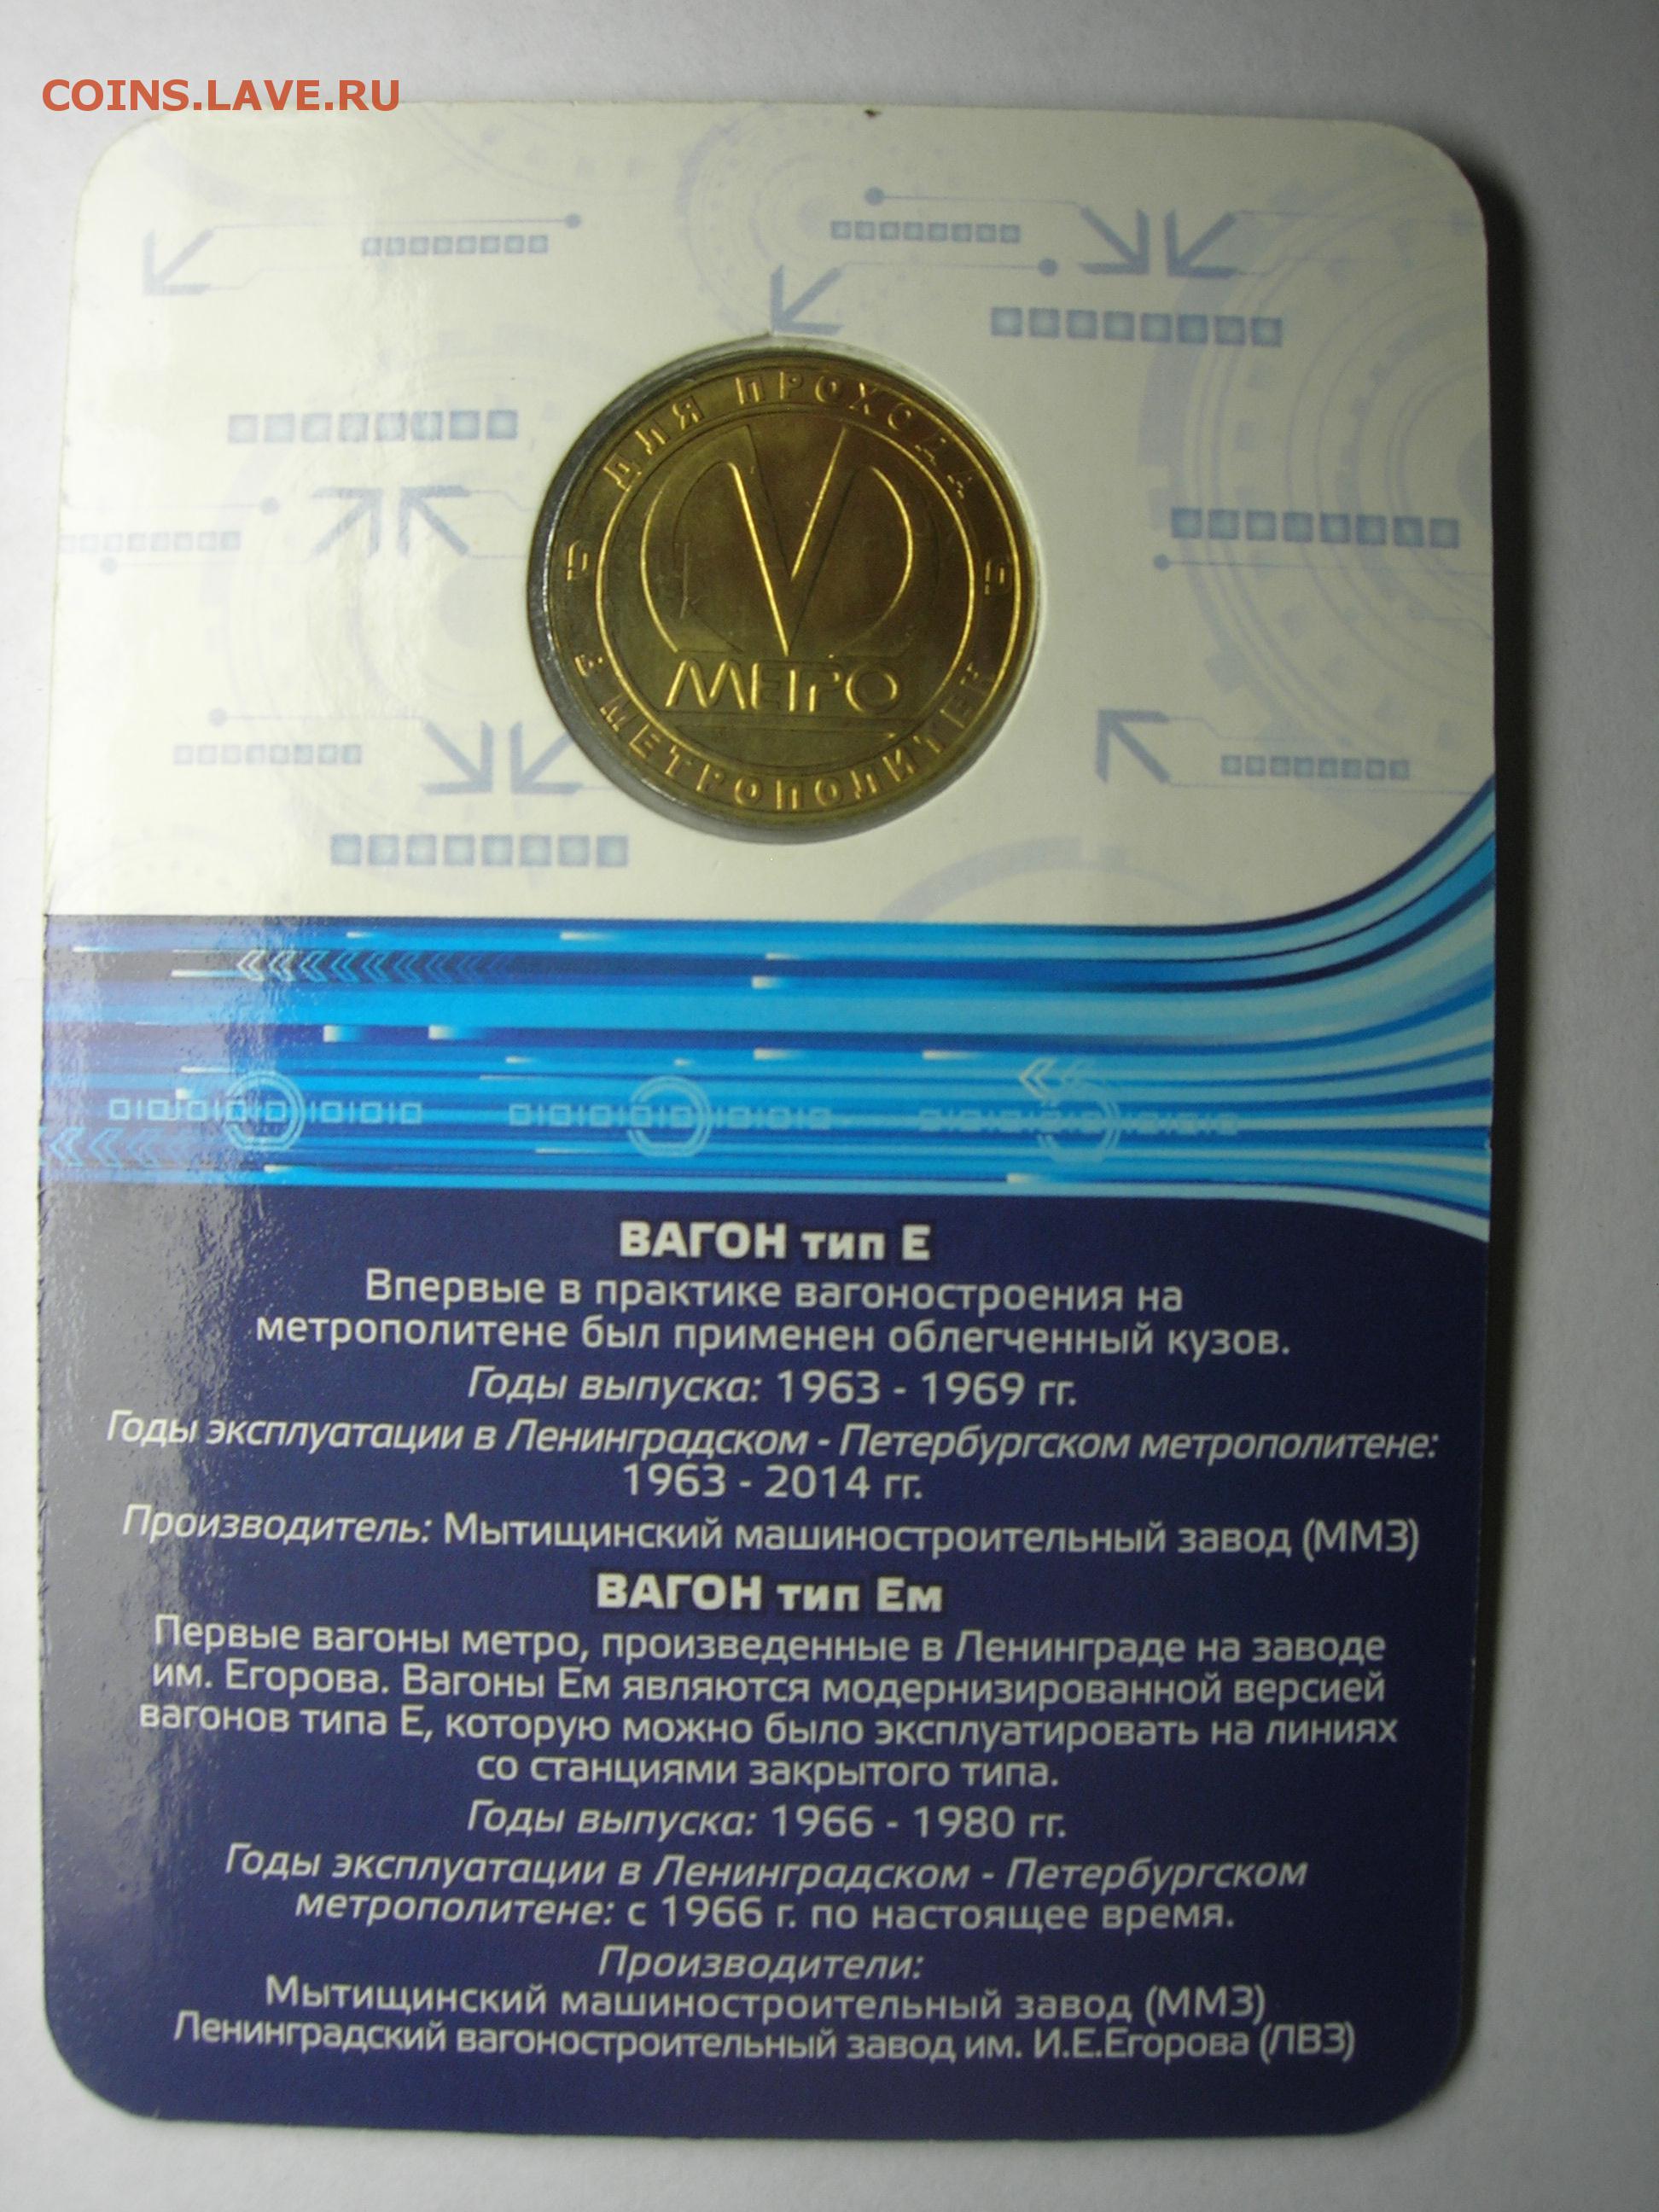 COINS.LAVE.RU
ДЛЯ ПРОХОДА
МЕТРО
В МЕТРОПОЛИТЕН
ВАГОН тип Е
Впервые в практике вагоностроения на
метрополитене был применен облегченный кузов.
Годы выпуска: 1963 - 1969 гг.
Годы эксплуатации в Ленинградском - Петербургском метрополитене:
1963 - 2014 гг.
Производитель: Мытищинский машиностроительный завод (ММЗ)
ВАГОН тип Ем
Первые вагоны метро, произведенные в Ленинграде на заводе
им. Егорова. Вагоны Ем являются модернизированной версией
вагонов типа Е, которую можно было эксплуатировать на линиях
со станциями закрытого типа.
Годы выпуска: 1966 - 1980 гг.
Годы эксплуатации в Ленинградском - Петербургском
метрополитене: с 1966 г. по настоящее время.
Производители:
Мытищинский машиностроительный завод (ММЗ)
Ленинградский вагоностроительный завод им. И.Е.Егорова (ЛВЗ)